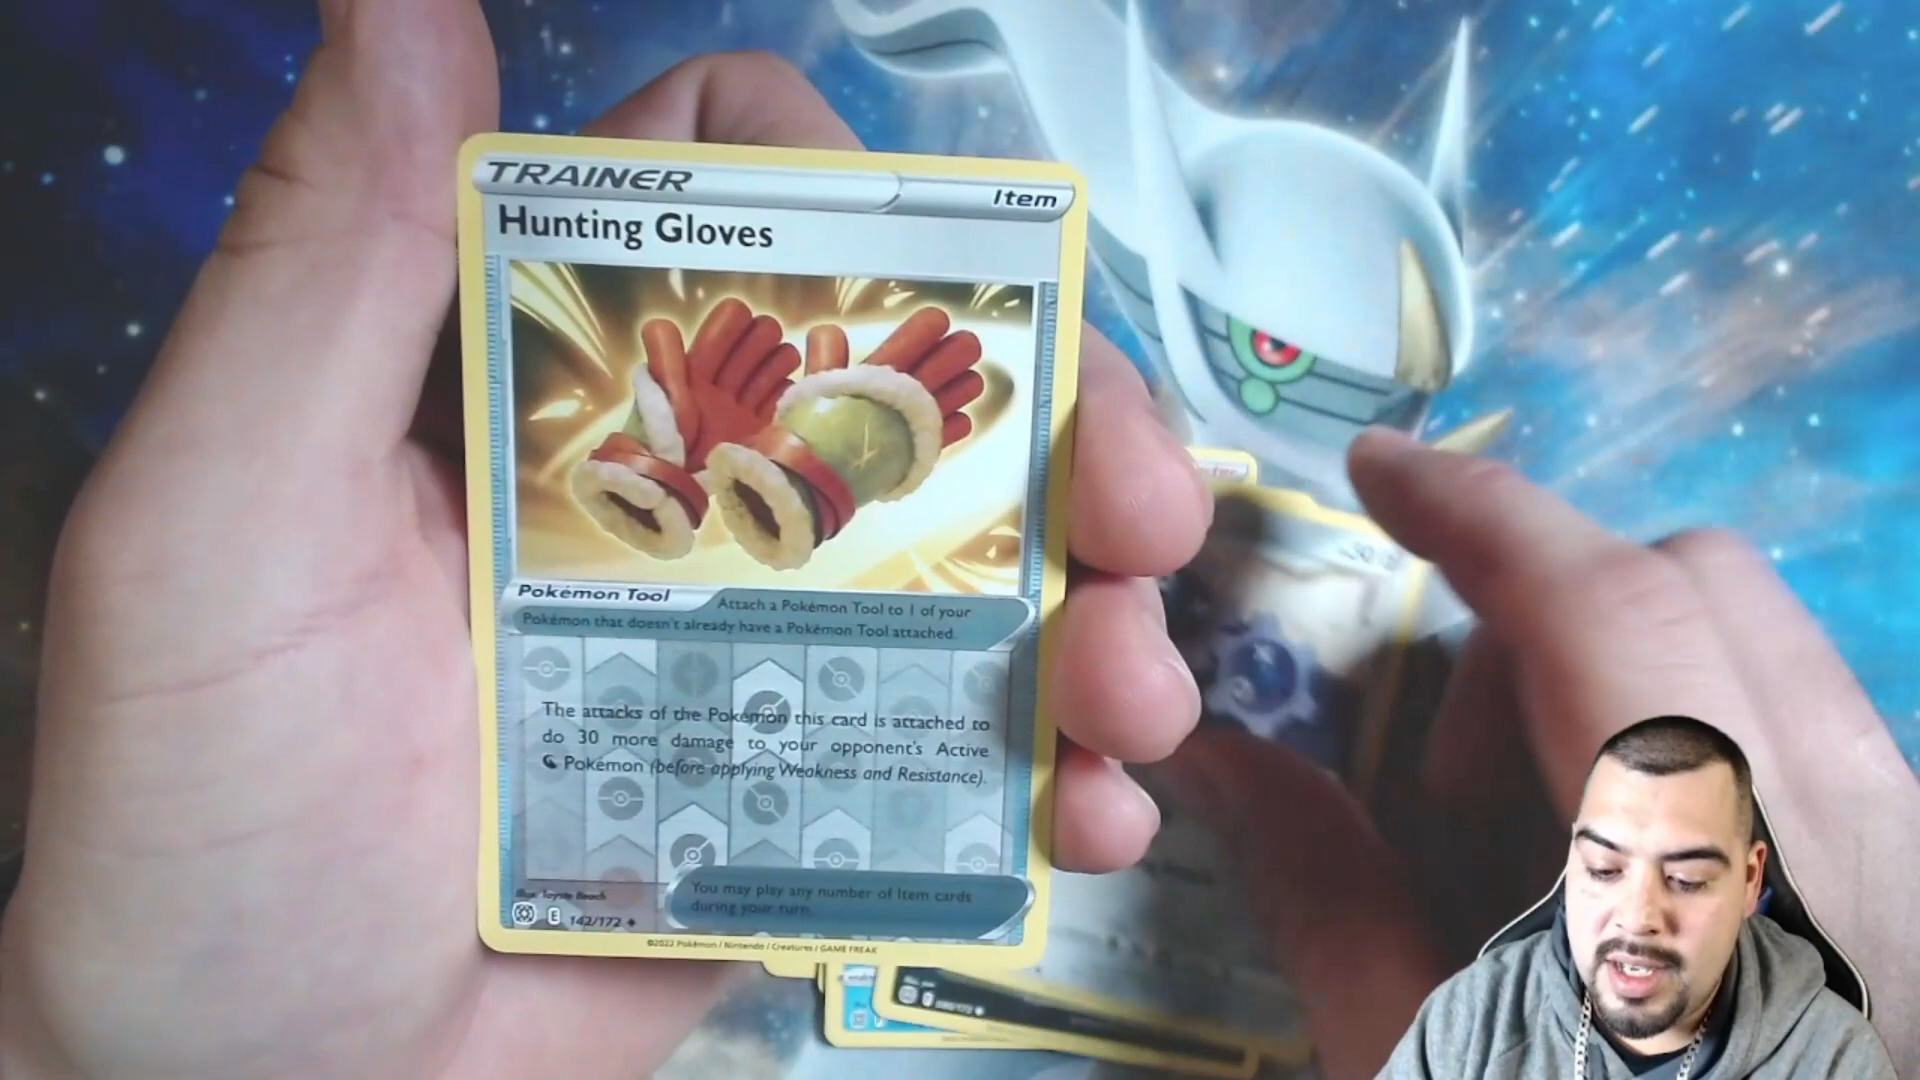 TRAINER
Item
Hunting Gloves
Pokémon Tool
Attach a Pokémon Tool to 1 of your
Pokémon that doesn't already have a Pokémon Tool attached.
The attacks of the Pokémon this card is attached to
do 30 more damage to your opponent's Active
Pokémon (before applying Weakness and Resistance).
You may play any number of Item cards
during your turn.
Illus. Toyste Beach
E 142/172
©2022 Pokémon / Nintendo / Creatures / GAME FREAK